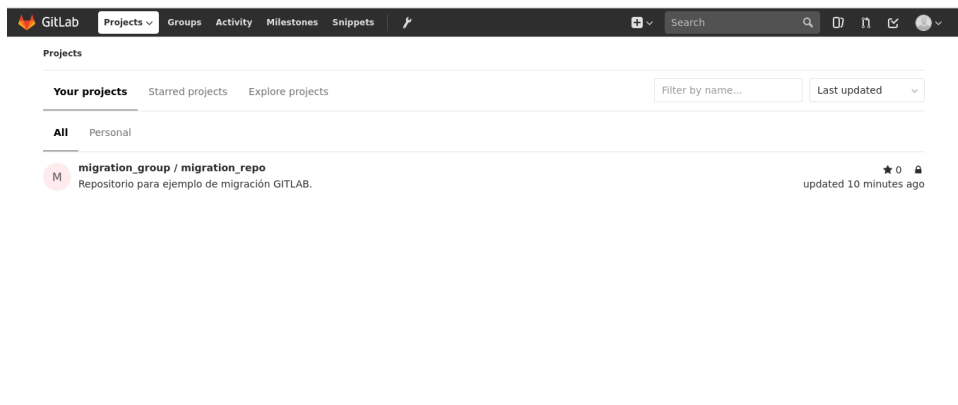 GitLab Projects Groups Activity Milestones Snippets Search
Projects
Your projects Starred projects Explore projects Filter by name... Last updated
All Personal
M migration_group / migration_repo 0
Repositorio para ejemplo de migración GITLAB. updated 10 minutes ago